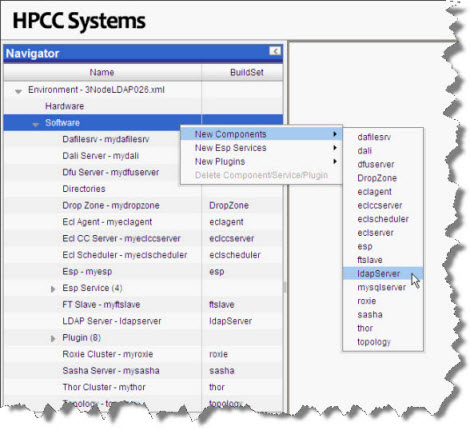 HPCC Systems
Navigator
Name BuildSet
Environment - 3NodeLDAP026.xml
Hardware
Software
Dafilesrv - mydafilesrv
Dali Server - mydali
Dfu Server - mydfuserver
Directories
Drop Zone - mydropzone DropZone
Ecl Agent - myeclagent eclagent
Ecl CC Server - myeclccserver eclccserver
Ecl Scheduler - myeclscheduler eclscheduler
Esp - myesp esp
Esp Service (4)
FT Slave - myftslave ftslave
LDAP Server - ldapserver ldapServer
Plugin (8)
Roxie Cluster - myroxie roxie
Sasha Server - mysasha sasha
Thor Cluster - mythor thor
Topology - topology topology
New Components
New Esp Services
New Plugins
Delete Component/Service/Plugin
dafilesrv
dali
dfuserver
DropZone
eclagent
eclccserver
eclscheduler
eclserver
esp
ftslave
ldapServer
mysqlserver
roxie
sasha
thor
topology